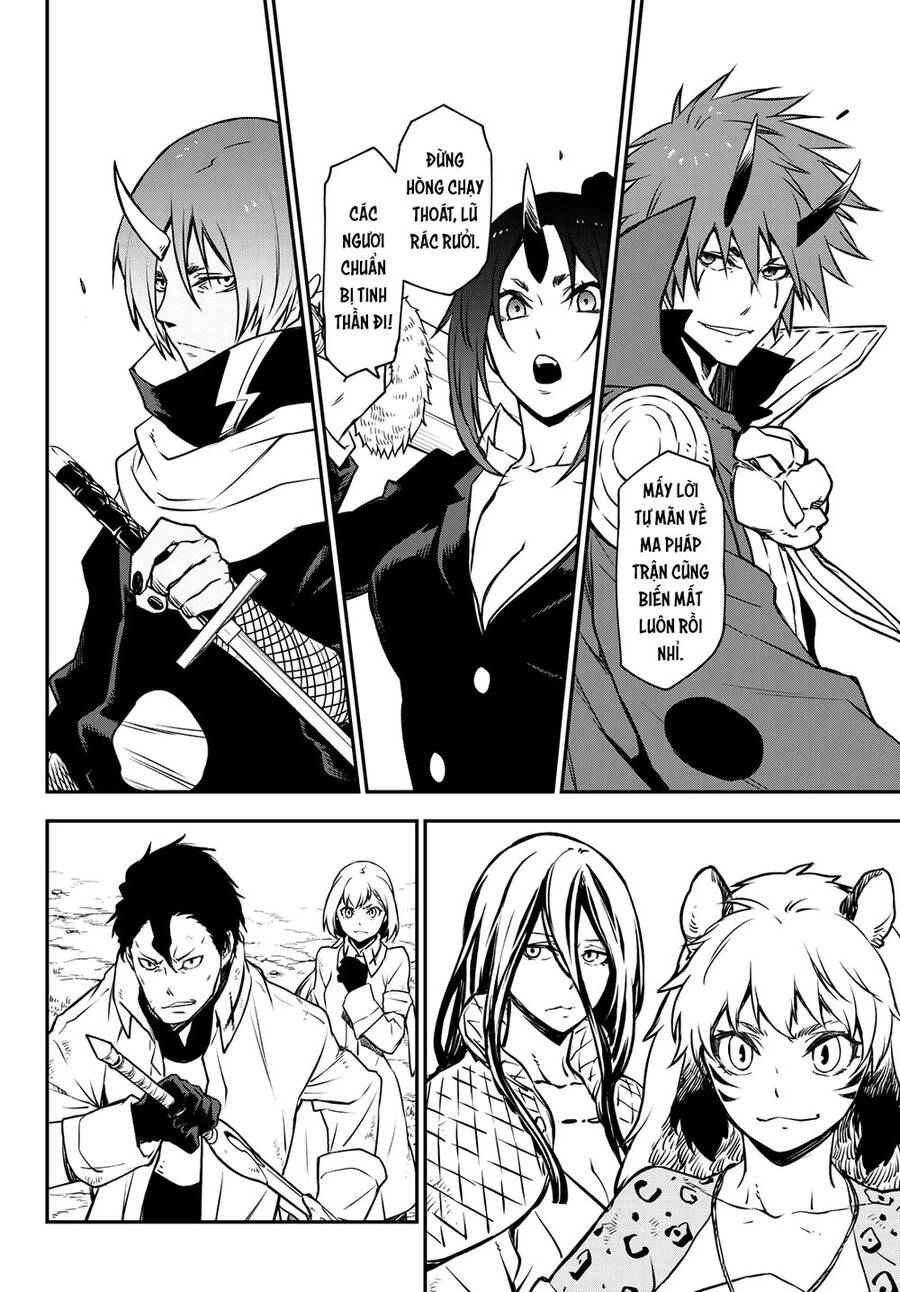 MẤY LỜI
TỰ MÃN VỀ
MA PHÁP
TRẬN CŨNG
BIẾN MẤT
LUÔN RỒI
NHỈ.
ĐỪNG
HÒNG CHẠY
THOÁT, LŨ
RÁC RƯỞI.
CÁC
NGƯƠI
CHUẨN
BỊ TINH
THẦN ĐI!